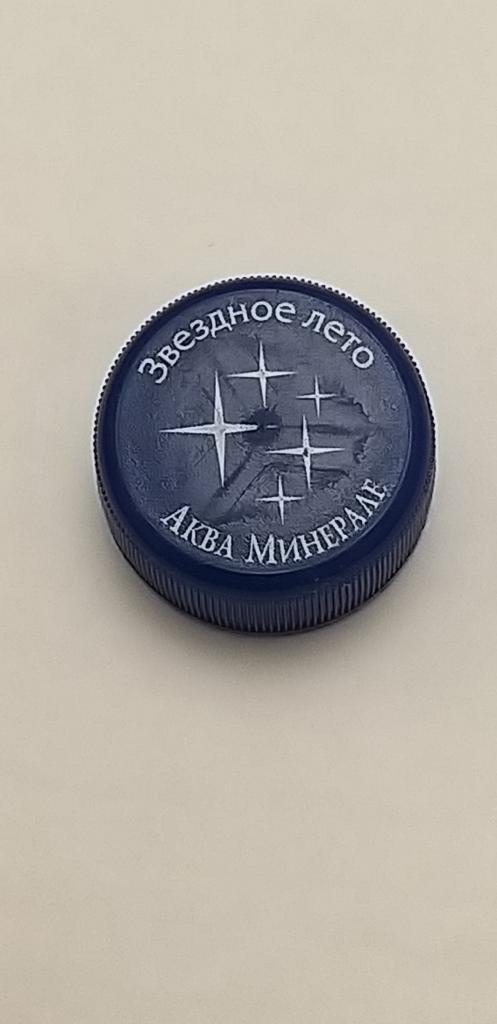 Звездное лето
Аква Минерале